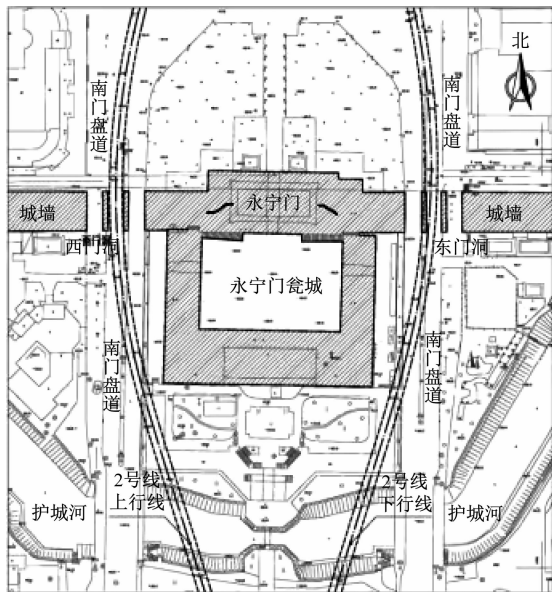 北
南门盘道
南门盘道
城墙
永宁门
城墙
西门洞
东门洞
永宁门瓮城
南门盘道
南门盘道
2号线
上行线
2号线
下行线
护城河
护城河